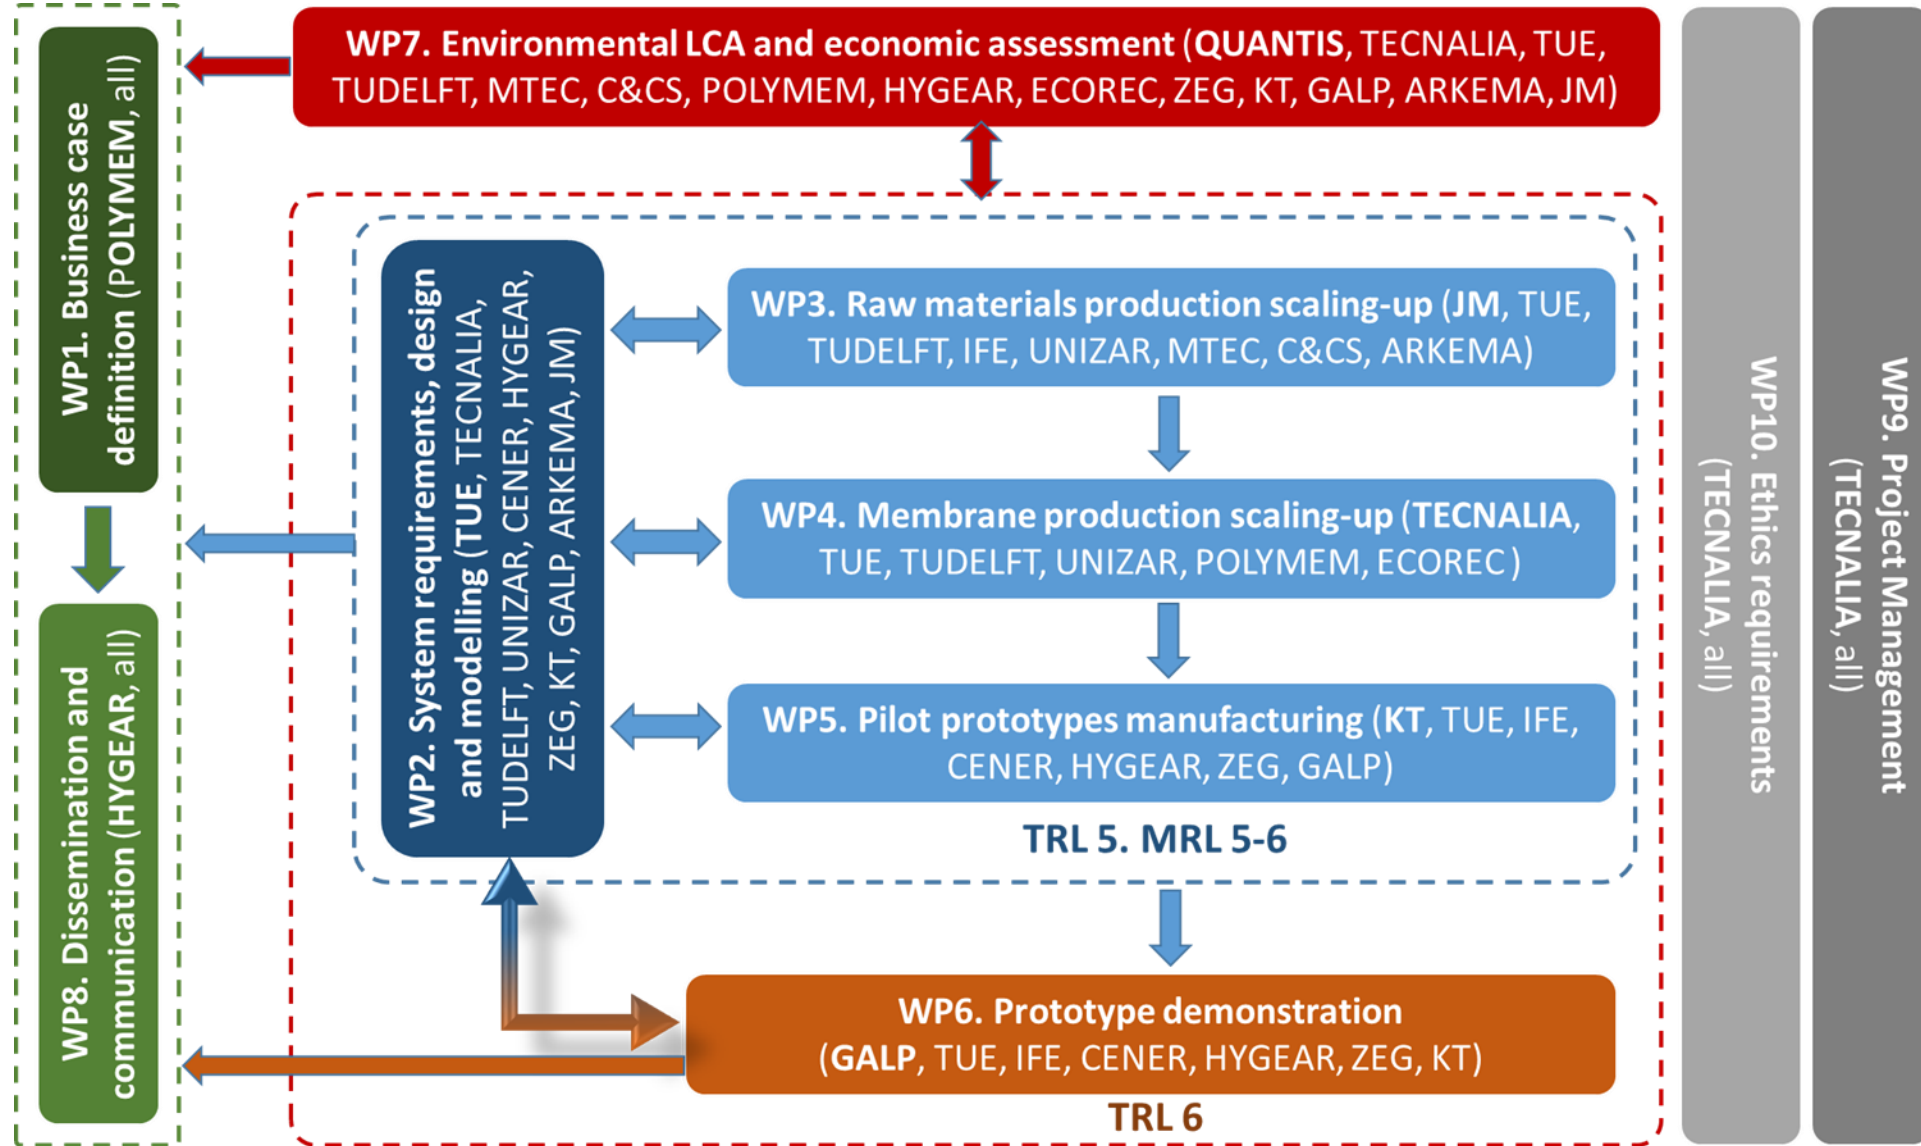 WP7. Environmental LCA and economic assessment (QUANTIS, TECNALIA, TUE,
TUDELFT, MTEC, C&CS, POLYMEM, HYGEAR, ECOREC, ZEG, KT, GALP, ARKEMA, JM)
WP1. Business case
definition (POLYMEM, all)
WP8. Dissemination and
communication (HYGEAR, all)
WP2. System requirements, design
and modelling (TUE, TECNALIA,
TUDELFT, UNIZAR, CENER, HYGEAR,
ZEG, KT, GALP, ARKEMA, JM)
WP3. Raw materials production scaling-up (JM, TUE,
TUDELFT, IFE, UNIZAR, MTEC, C&CS, ARKEMA)
WP4. Membrane production scaling-up (TECNALIA,
TUE, TUDELFT, UNIZAR, POLYMEM, ECOREC)
WP5. Pilot prototypes manufacturing (KT, TUE, IFE,
CENER, HYGEAR, ZEG, GALP)
TRL 5. MRL 5-6
WP6. Prototype demonstration
(GALP, TUE, IFE, CENER, HYGEAR, ZEG, KT)
TRL 6
WP10. Ethics requirements
(TECNALIA, all)
WP9. Project Management
(TECNALIA, all)